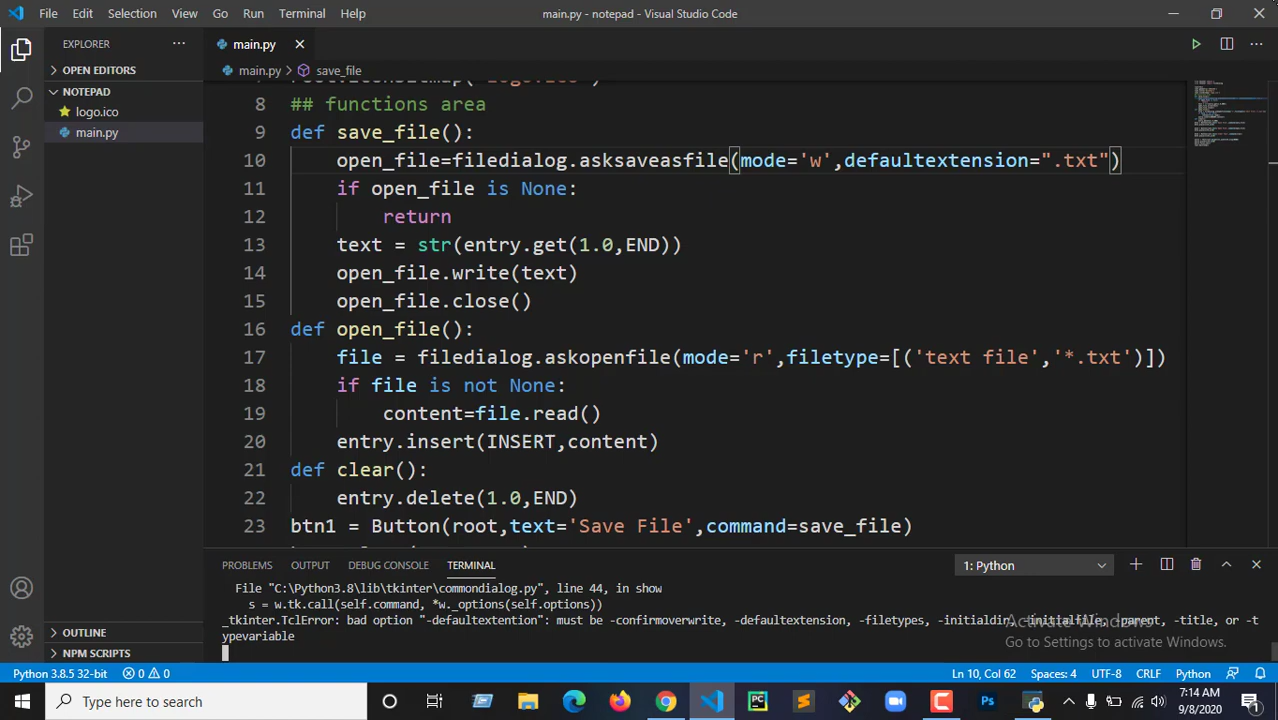 File Edit Selection View Go Run Terminal Help main.py - notepad - Visual Studio Code
EXPLORER ··· main.py
OPEN EDITORS main.py save_file
NOTEPAD
logo.ico
main.py
8 ## functions area
9 def save_file():
10 open_file=filedialog.asksaveasfile(mode='w',defaultextension=".txt")
11 if open_file is None:
12 return
13 text = str(entry.get(1.0,END))
14 open_file.write(text)
15 open_file.close()
16 def open_file():
17 file = filedialog.askopenfile(mode='r',filetype=[('text file','*.txt')])
18 if file is not None:
19 content=file.read()
20 entry.insert(INSERT,content)
21 def clear():
22 entry.delete(1.0,END)
23 btn1 = Button(root,text='Save File',command=save_file)
PROBLEMS OUTPUT DEBUG CONSOLE TERMINAL 1: Python
File "C:\Python3.8\lib\tkinter\commondialog.py", line 44, in show
s = w.tk.call(self.command, *w._options(self.options))
_tkinter.TclError: bad option "-defaultextention": must be -confirmoverwrite, -defaultextension, -filetypes, -initialdir, -initialfile, -parent, -title, or -t
ypevariable
Activate Windows
Go to Settings to activate Windows.
OUTLINE
NPM SCRIPTS
Python 3.8.5 32-bit 0 0 Ln 10, Col 62 Spaces: 4 UTF-8 CRLF Python
Type here to search
7:14 AM
9/8/2020